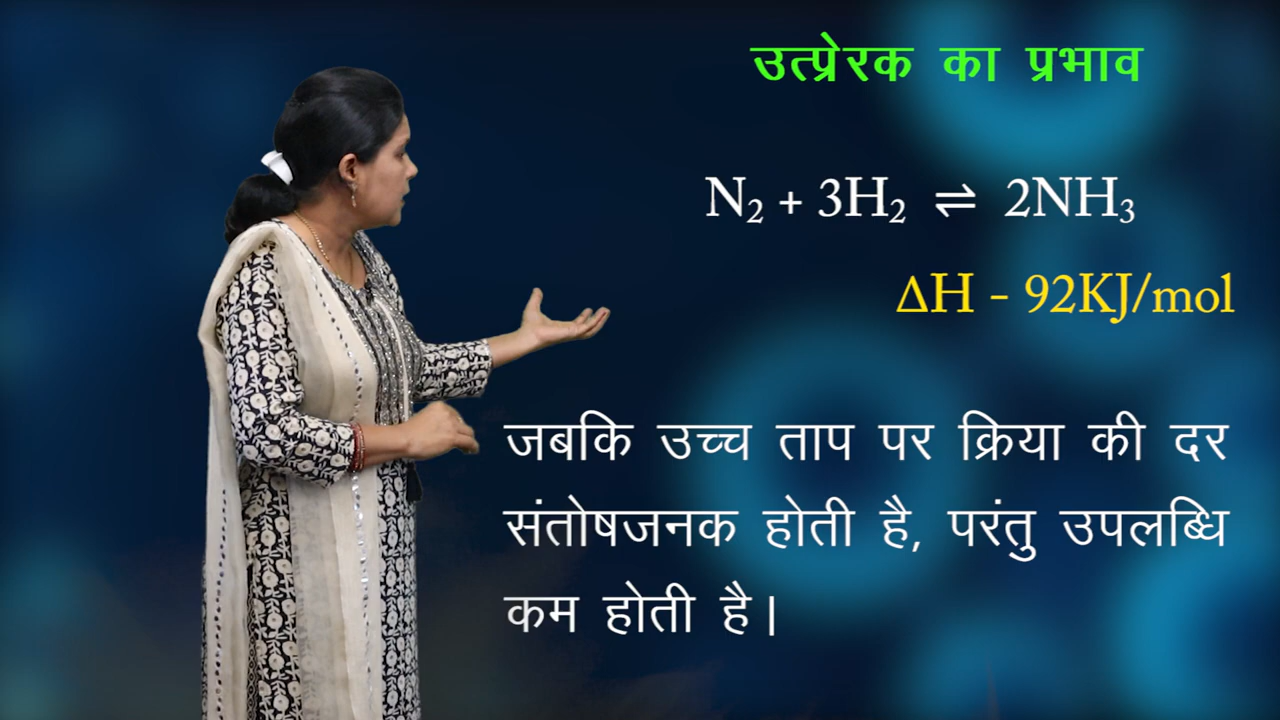 उत्प्रेरक का प्रभाव
N₂ + 3H₂ ⇌ 2NH₃
ΔH - 92KJ/mol
जबकि उच्च ताप पर क्रिया की दर
संतोषजनक होती है, परंतु उपलब्धि
कम होती है।